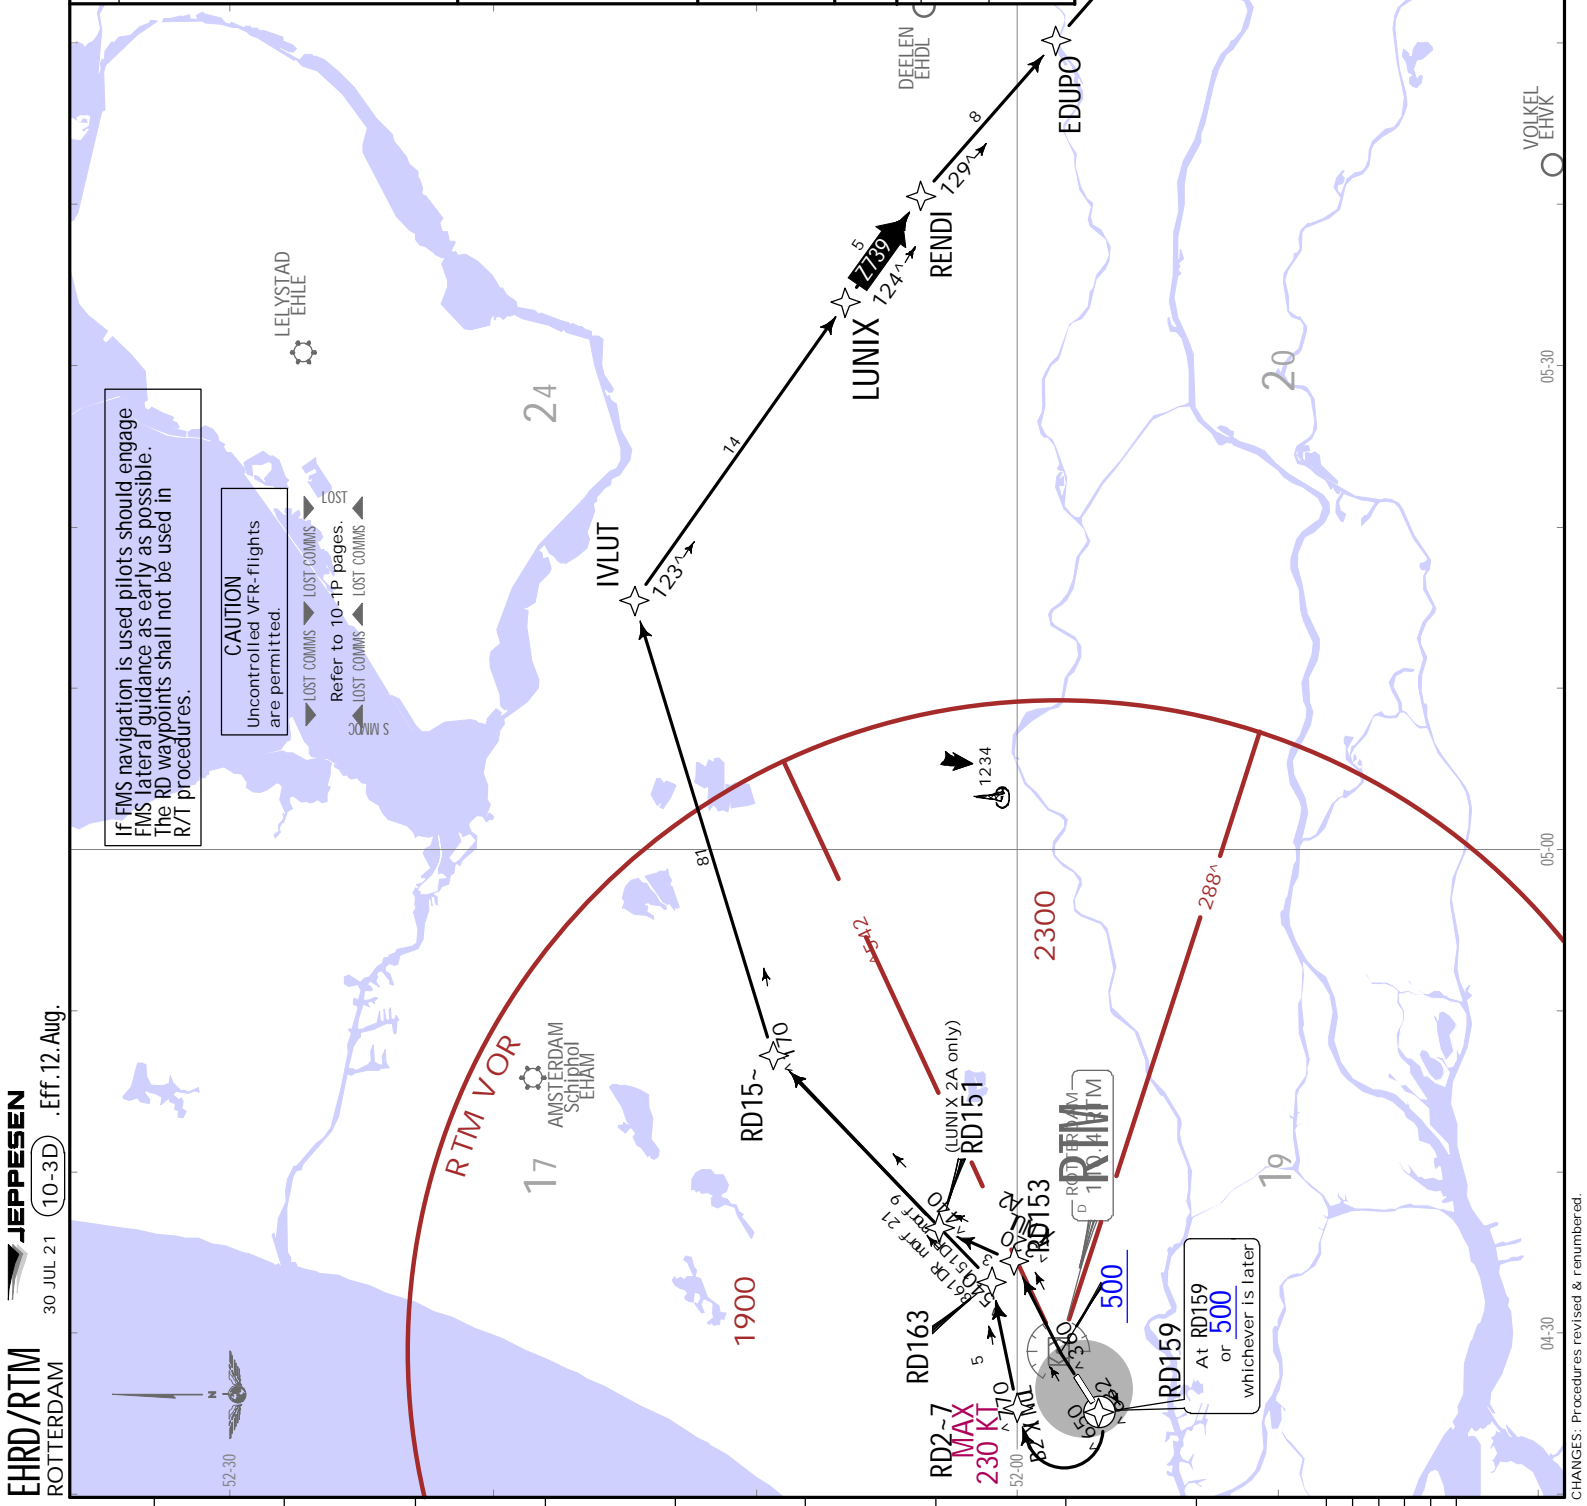 EHRD/RTM
ROTTERDAM
JEPPESEN
30 JUL 21
10-3D
.Eff.12.Aug.
If FMS navigation is used pilots should engage
FMS lateral guidance as early as possible.
The RD waypoints shall not be used in
R/T procedures.
CAUTION
Uncontrolled VFR-flights
are permitted.
LOST COMMS
LOST COMMS
LOST
Refer to 10-1P pages.
LOST COMMS
LOST COMMS
N
52-30
LELYSTAD
EHLE
24
DEELEN
EHDL
VOLKEL
EHVK
EDUPO
8
129^
RENDI
5
Z739
124^
LUNIX
14
123^
IVLUT
20
05-30
81
RTM VOR
AMSTERDAM
Schiphol
EHAM
17
1900
RD15~
1234
2300
288^
05-00
(LUNIX 2A only)
RD151
RD153
RTM
D
ROTTERDAM
19
RD163
3
5
RD2~7
MAX
230 KT
500
RD159
At RD159
or
500
whichever is later
52-00
04-30
CHANGES: Procedures revised & renumbered.